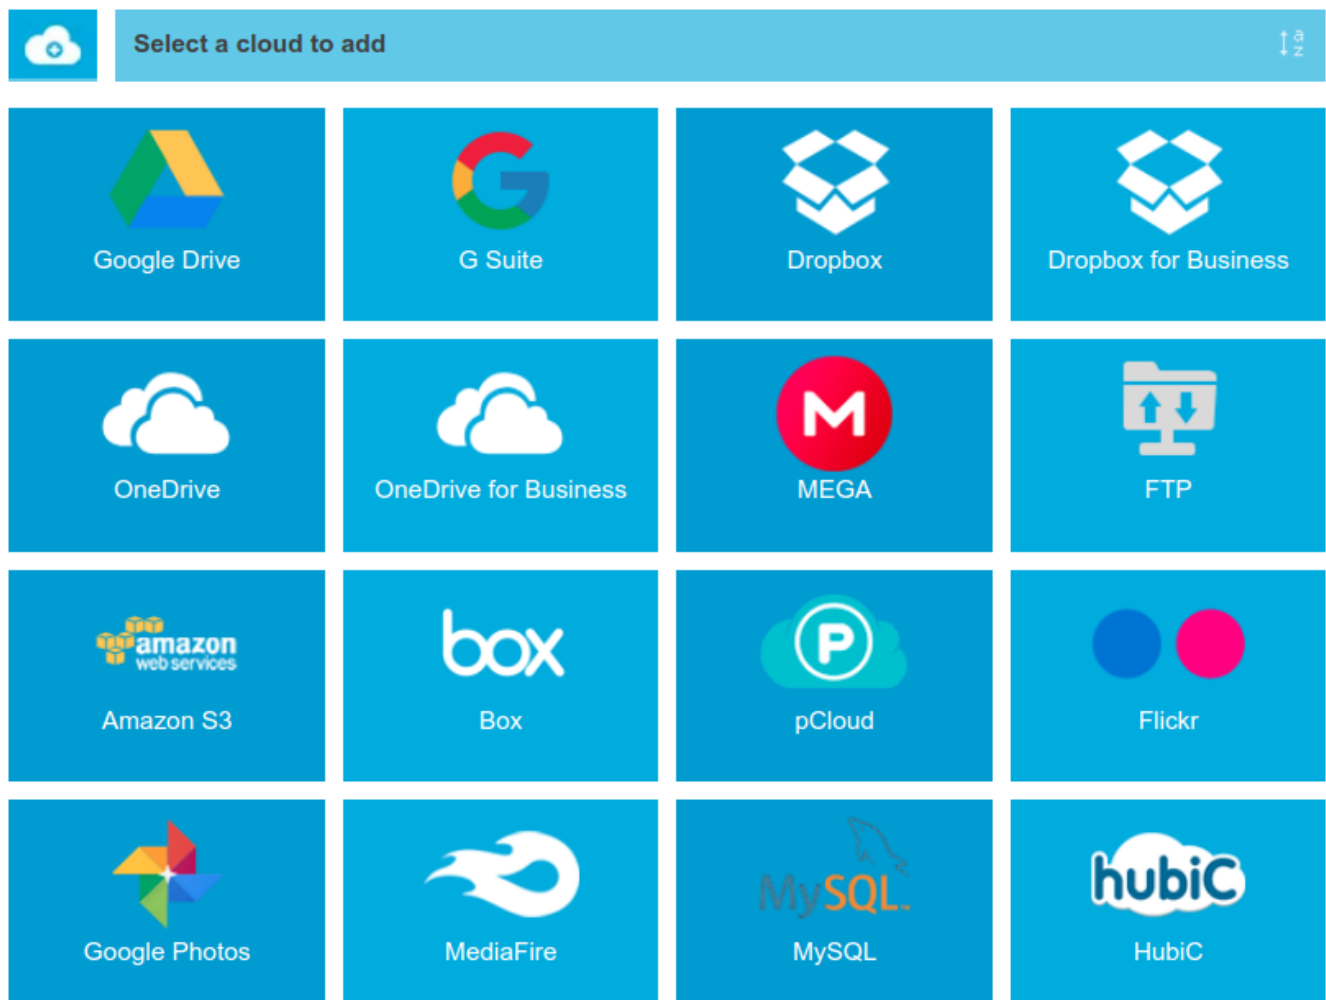 Select a cloud to add
a
z
Google Drive
G Suite
Dropbox
Dropbox for Business
OneDrive
OneDrive for Business
M
MEGA
FTP
amazon
web services
Amazon S3
box
Box
P
pCloud
Flickr
Google Photos
MediaFire
MySQL™
MySQL
hubiC
HubiC